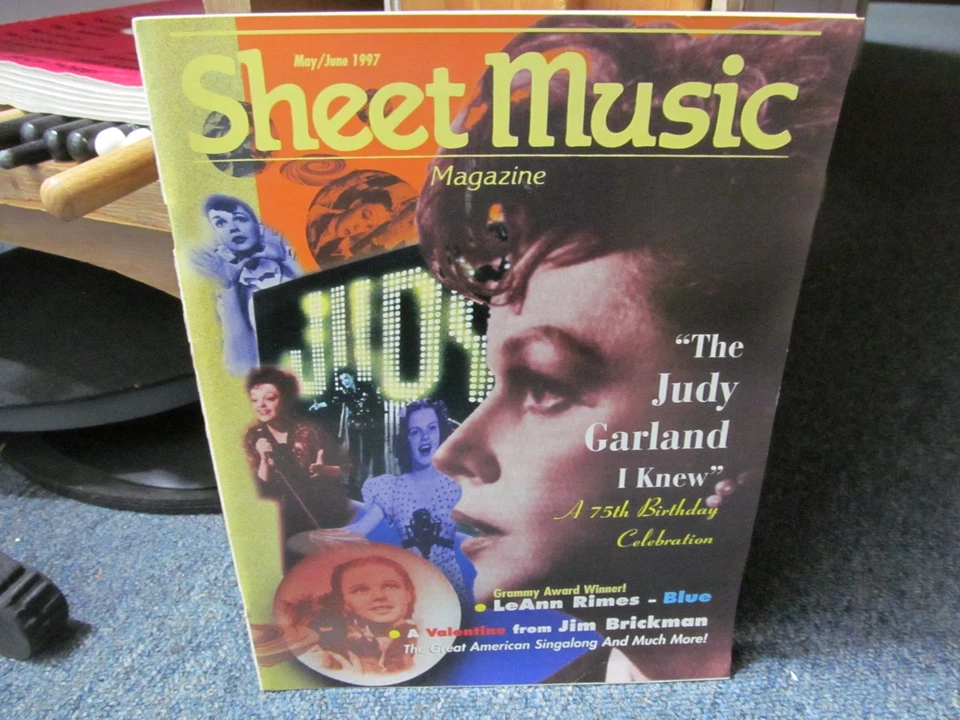 May/June 1997
Sheet Music
Magazine
JUDY
"The
Judy
Garland
I Knew"
A 75th Birthday
Celebration
Grammy Award Winner!
LeAnn Rimes - Blue
A Valentine from Jim Brickman
The Great American Singalong And Much More!